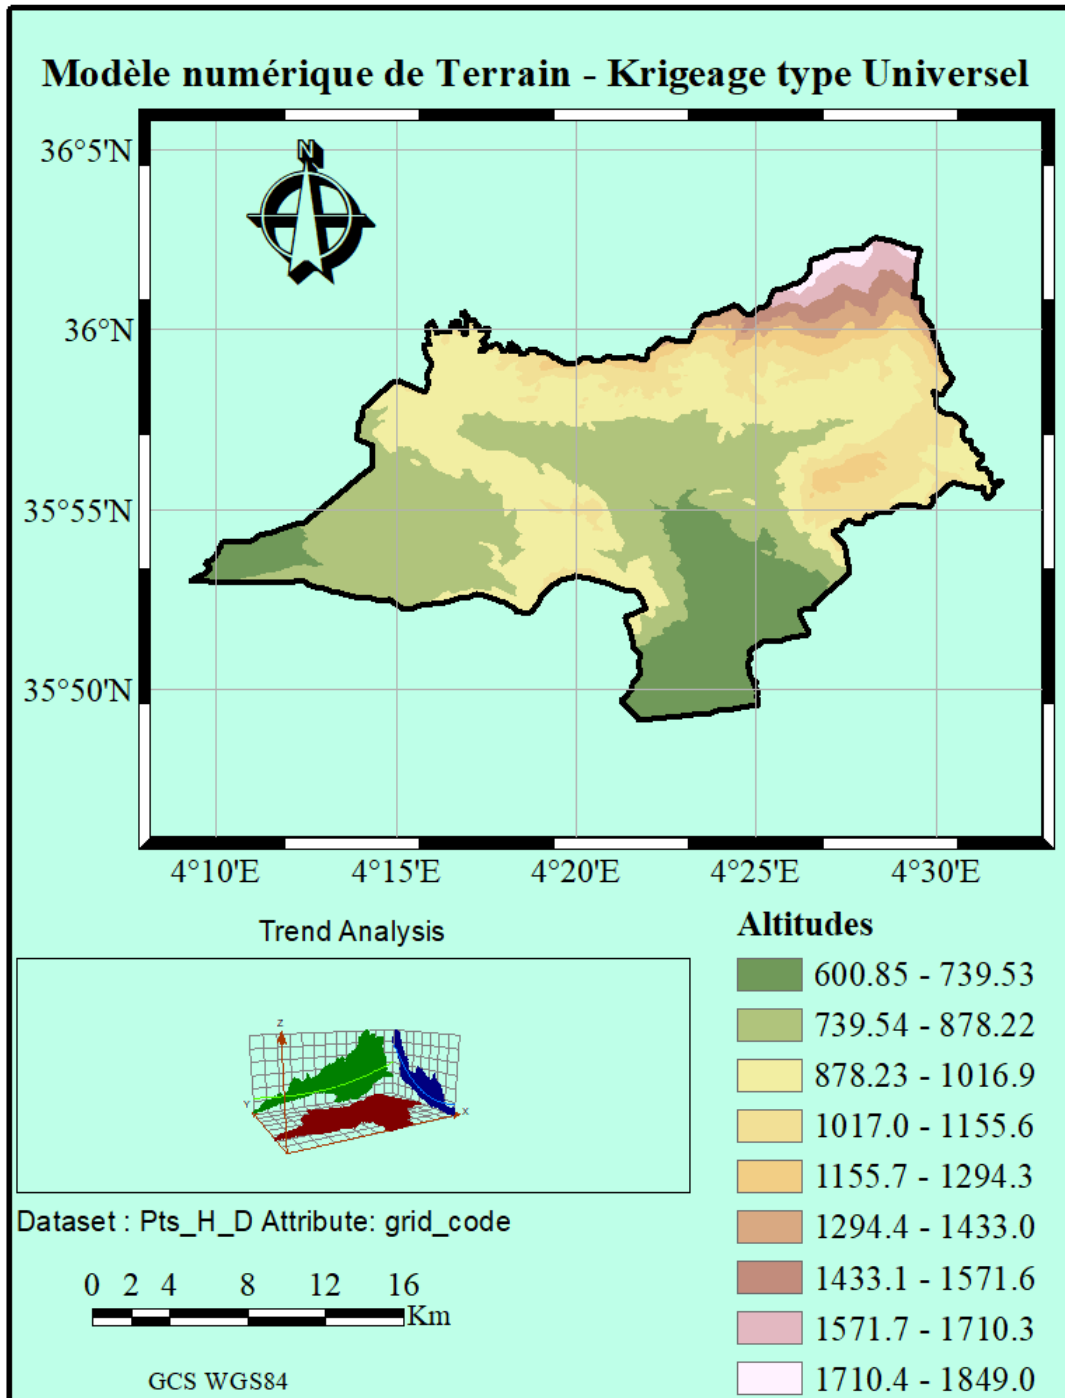 Modèle numérique de Terrain - Krigeage type Universel
N
36°5'N
36°N
35°55'N
35°50'N
4°10'E 4°15'E 4°20'E 4°25'E 4°30'E
Trend Analysis
Z
Y
X
Dataset : Pts_H_D Attribute: grid_code
0 2 4 8 12 16
Km
GCS WGS84
Altitudes
600.85 - 739.53
739.54 - 878.22
878.23 - 1016.9
1017.0 - 1155.6
1155.7 - 1294.3
1294.4 - 1433.0
1433.1 - 1571.6
1571.7 - 1710.3
1710.4 - 1849.0